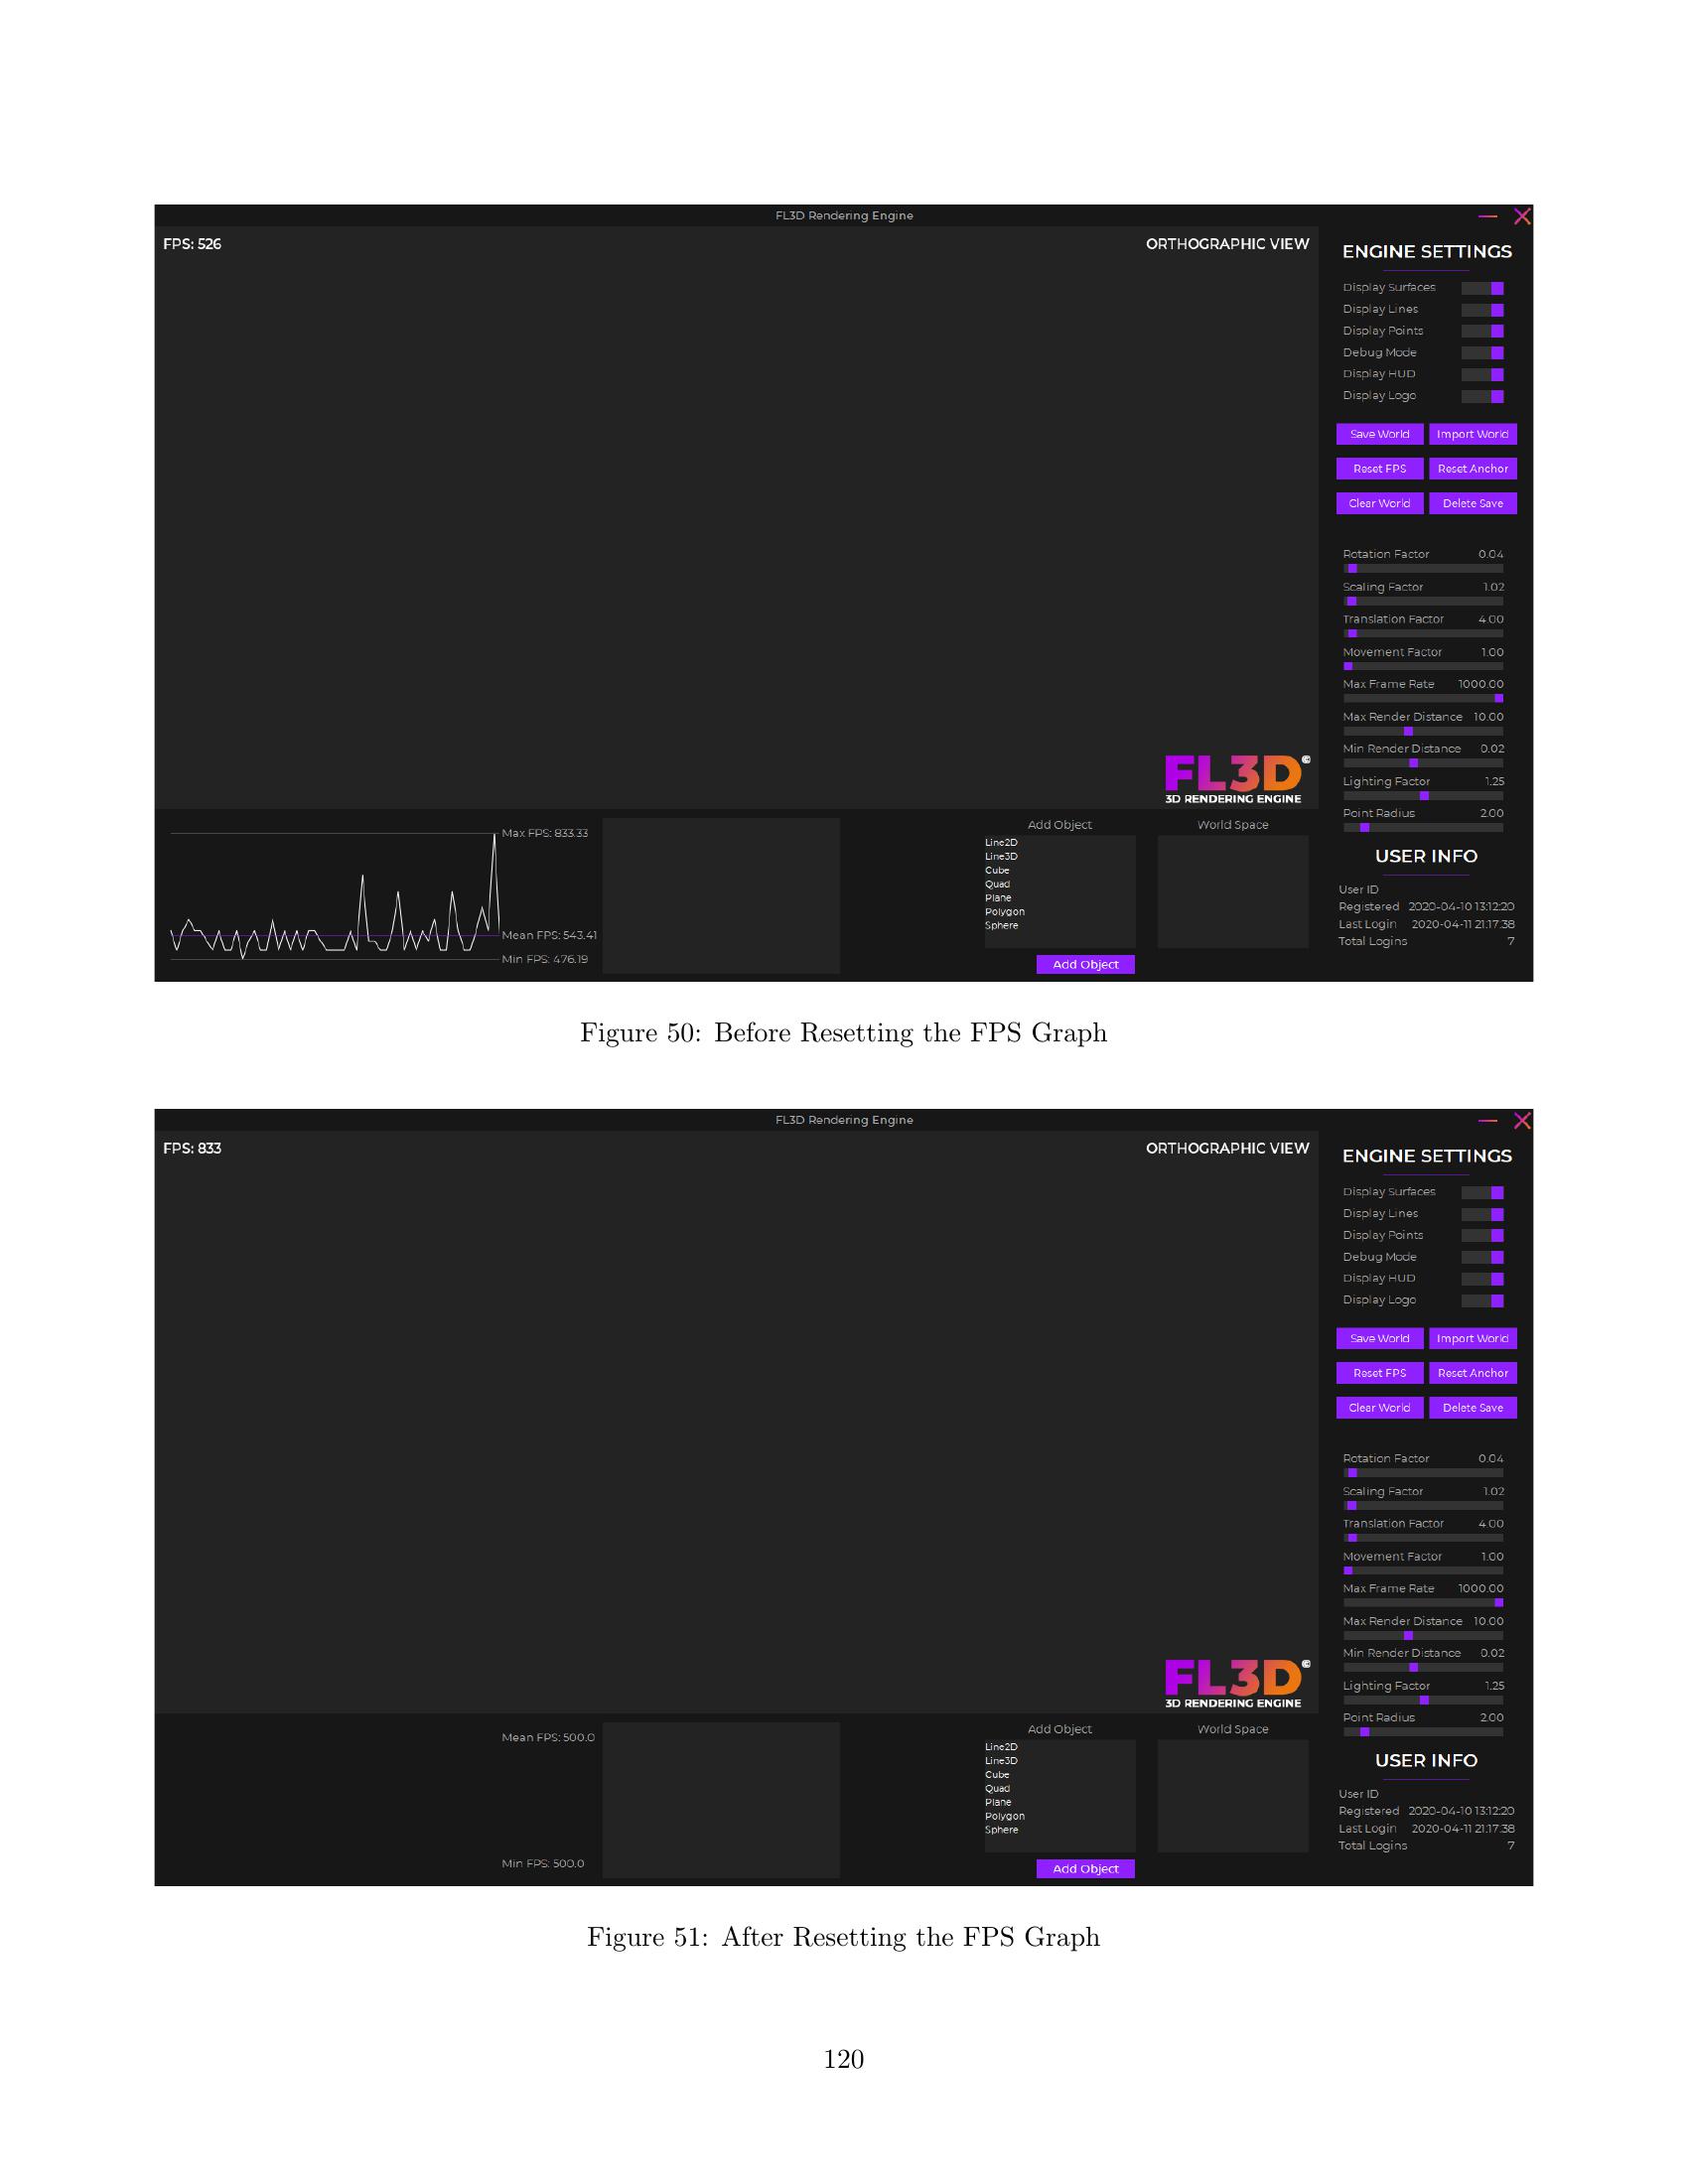 FL3D Rendering Engine
FPS: 526
ORTHOGRAPHIC VIEW
FL3D©
3D RENDERING ENGINE
Max FPS: 833.33
Mean FPS: 543.41
Min FPS: 476.19
Add Object
Line2D
Line3D
Cube
Quad
Plane
Polygon
Sphere
Add Object
World Space
ENGINE SETTINGS
Display Surfaces
Display Lines
Display Points
Debug Mode
Display HUD
Display Logo
Save World Import World
Reset FPS Reset Anchor
Clear World Delete Save
Rotation Factor 0.04
Scaling Factor 1.02
Translation Factor 4.00
Movement Factor 1.00
Max Frame Rate 1000.00
Max Render Distance 10.00
Min Render Distance 0.02
Lighting Factor 1.25
Point Radius 2.00
USER INFO
User ID
Registered 2020-04-10 13:12:20
Last Login 2020-04-11 21:17:38
Total Logins 7
Figure 50: Before Resetting the FPS Graph
FL3D Rendering Engine
FPS: 833
ORTHOGRAPHIC VIEW
FL3D©
3D RENDERING ENGINE
Mean FPS: 500.0
Min FPS: 500.0
Add Object
Line2D
Line3D
Cube
Quad
Plane
Polygon
Sphere
Add Object
World Space
ENGINE SETTINGS
Display Surfaces
Display Lines
Display Points
Debug Mode
Display HUD
Display Logo
Save World Import World
Reset FPS Reset Anchor
Clear World Delete Save
Rotation Factor 0.04
Scaling Factor 1.02
Translation Factor 4.00
Movement Factor 1.00
Max Frame Rate 1000.00
Max Render Distance 10.00
Min Render Distance 0.02
Lighting Factor 1.25
Point Radius 2.00
USER INFO
User ID
Registered 2020-04-10 13:12:20
Last Login 2020-04-11 21:17:38
Total Logins 7
Figure 51: After Resetting the FPS Graph
120